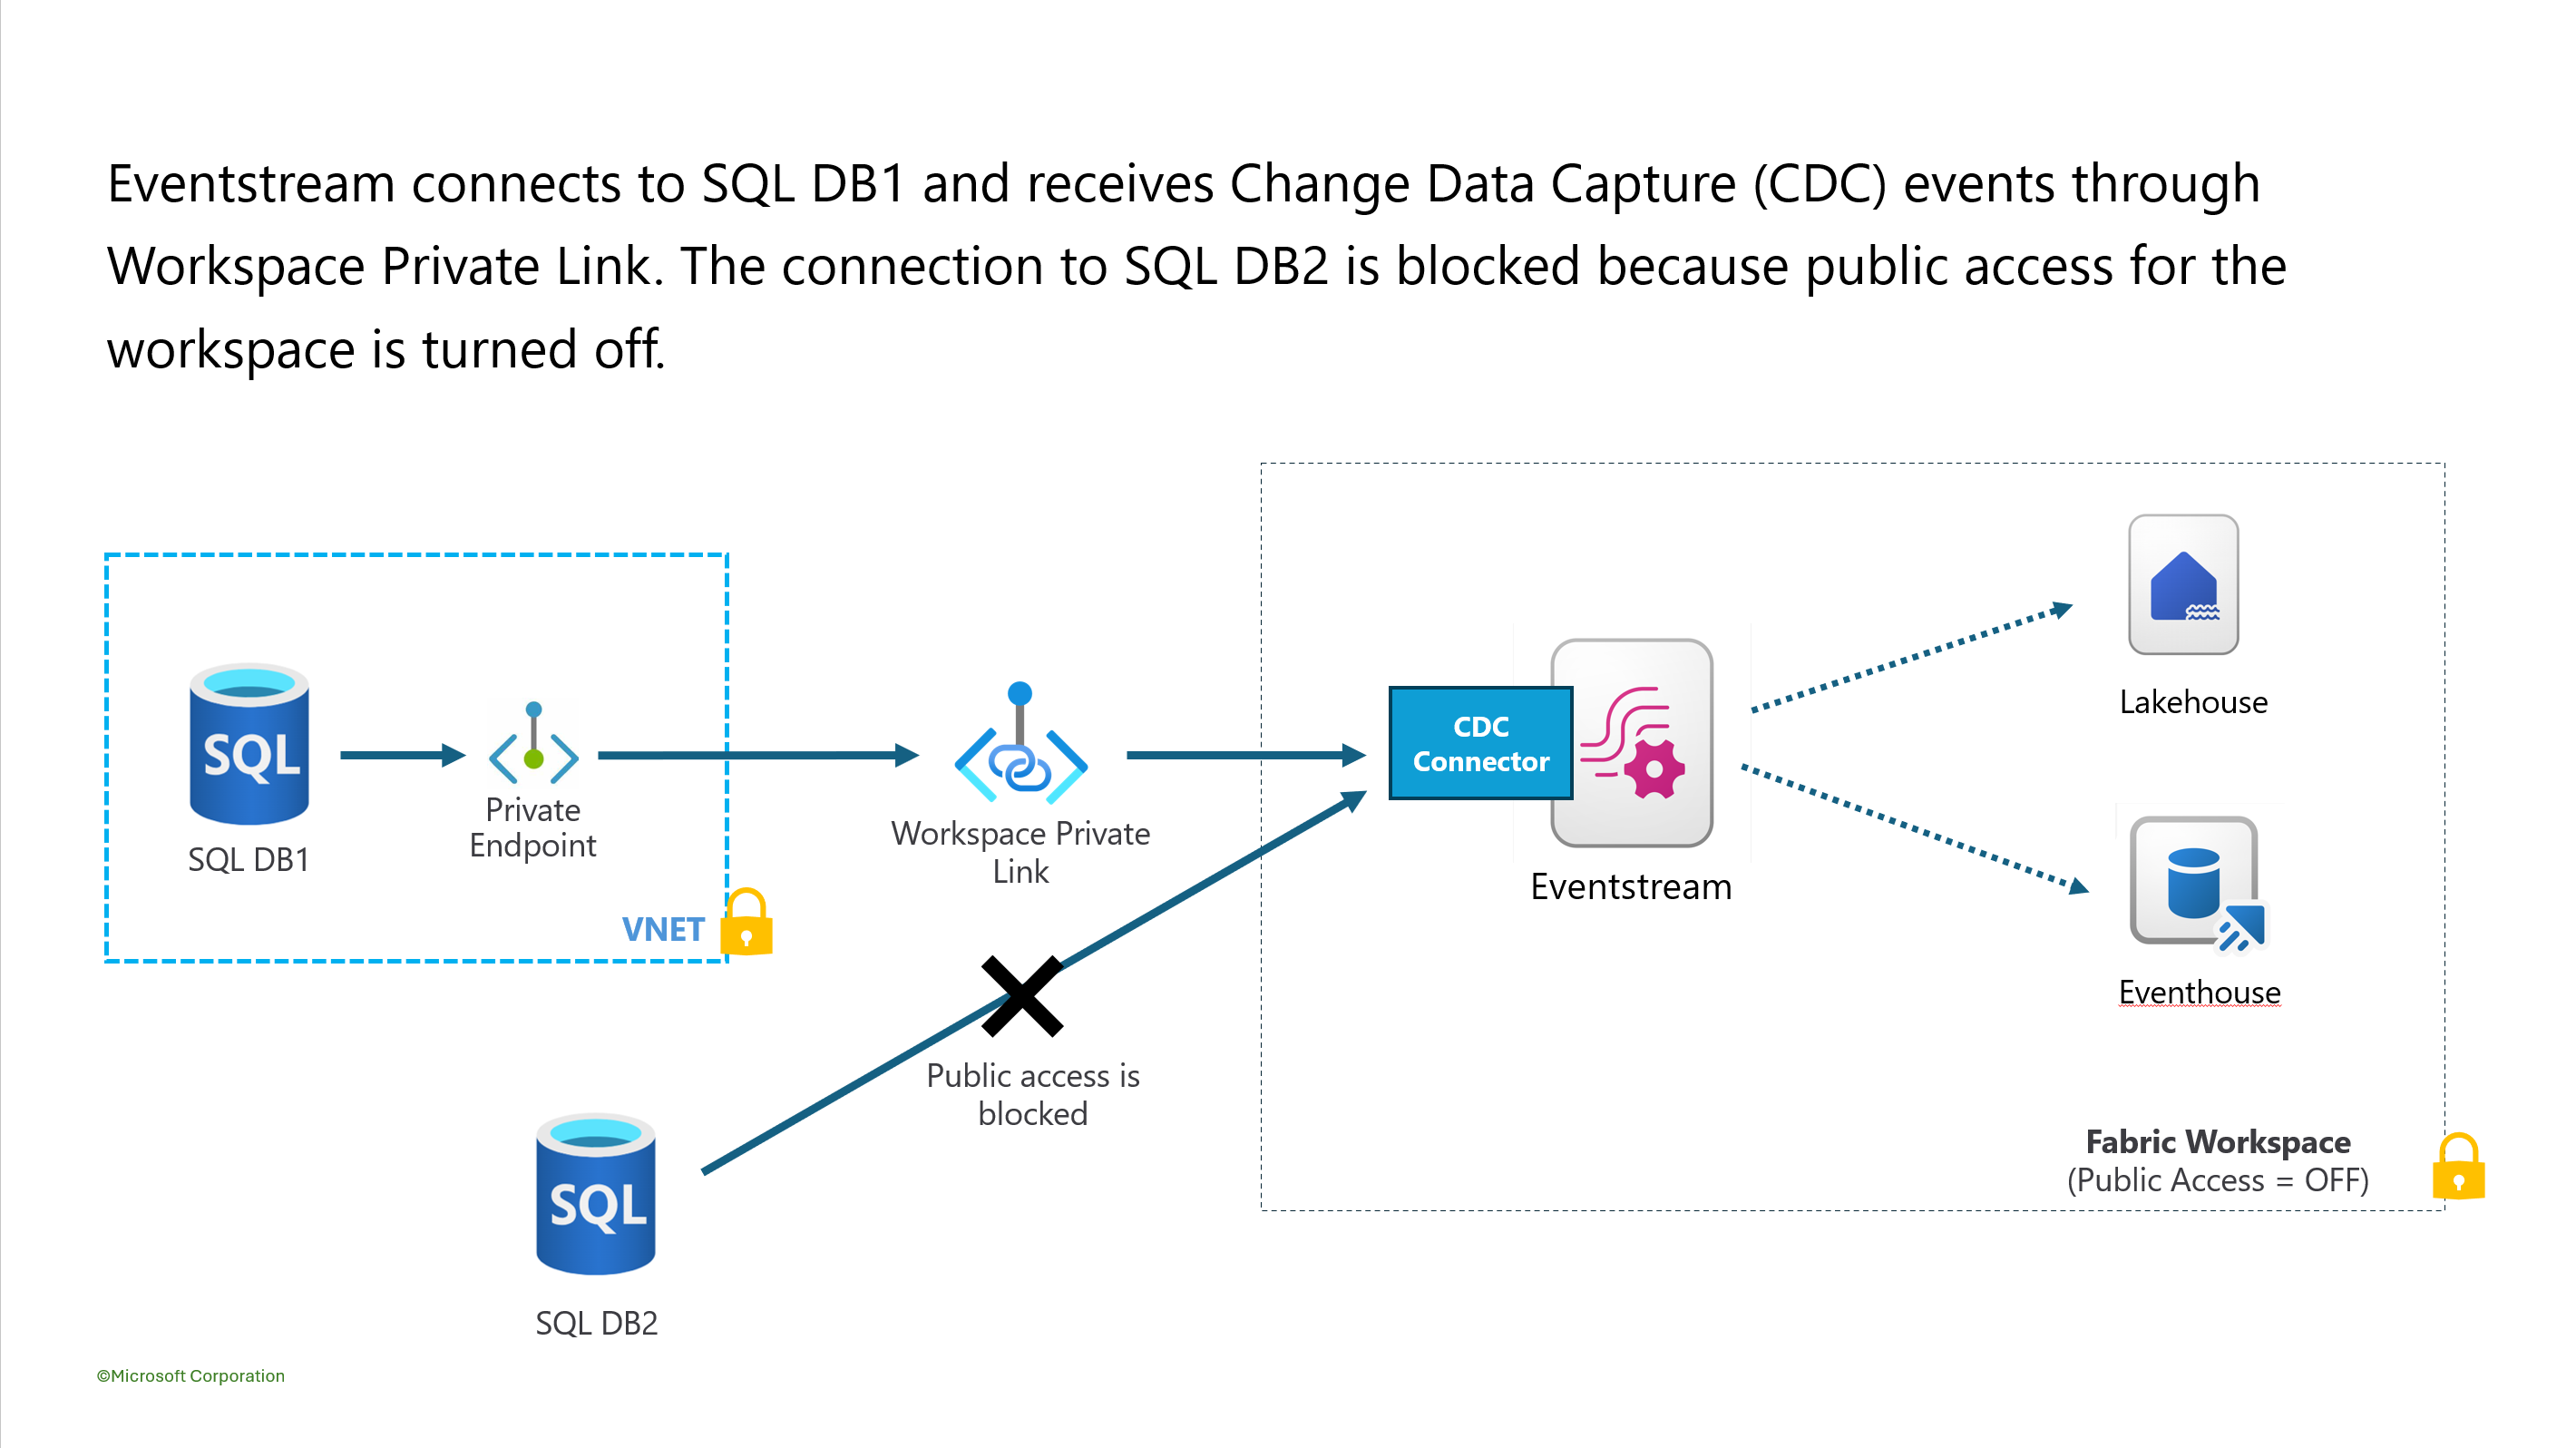 Eventstream connects to SQL DB1 and receives Change Data Capture (CDC) events through
Workspace Private Link. The connection to SQL DB2 is blocked because public access for the
workspace is turned off.
SQL
SQL DB1
Private
Endpoint
VNET
Workspace Private
Link
CDC
Connector
Eventstream
Lakehouse
Eventhouse
Public access is
blocked
SQL
SQL DB2
Fabric Workspace
(Public Access = OFF)
©Microsoft Corporation